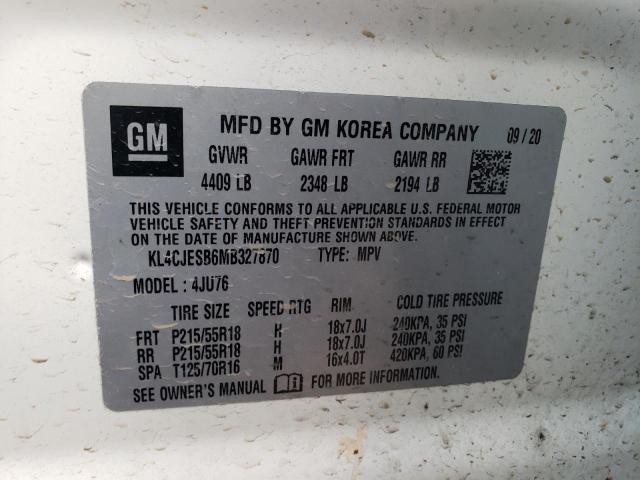 GM
MFD BY GM KOREA COMPANY 09/20
GVWR GAWR FRT GAWR RR
4409 LB 2348 LB 2194 LB
THIS VEHICLE CONFORMS TO ALL APPLICABLE U.S. FEDERAL MOTOR
VEHICLE SAFETY AND THEFT PREVENTION STANDARDS IN EFFECT
ON THE DATE OF MANUFACTURE SHOWN ABOVE.
KL4CJESB6MB327870 TYPE: MPV
MODEL : 4JU76
TIRE SIZE SPEED RTG RIM COLD TIRE PRESSURE
FRT P215/55R18 H 18x7.0J 240KPA, 35 PSI
RR P215/55R18 H 18x7.0J 240KPA, 35 PSI
SPA T125/70R16 M 16x4.0T 420KPA, 60 PSI
SEE OWNER'S MANUAL FOR MORE INFORMATION.